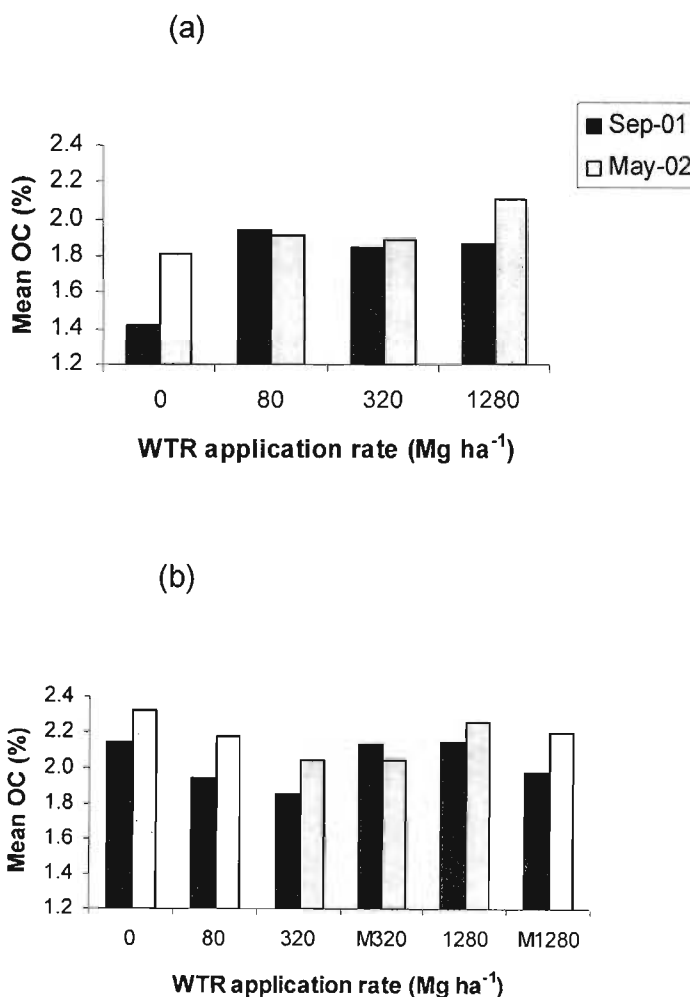 (a)
Sep-01
May-02
Mean OC (%)
2.4
2.2
2.0
1.8
1.6
1.4
1.2
0 80 320 1280
WTR application rate (Mg ha⁻¹)
(b)
Mean OC (%)
2.4
2.2
2.0
1.8
1.6
1.4
1.2
0 80 320 M320 1280 M1280
WTR application rate (Mg ha⁻¹)